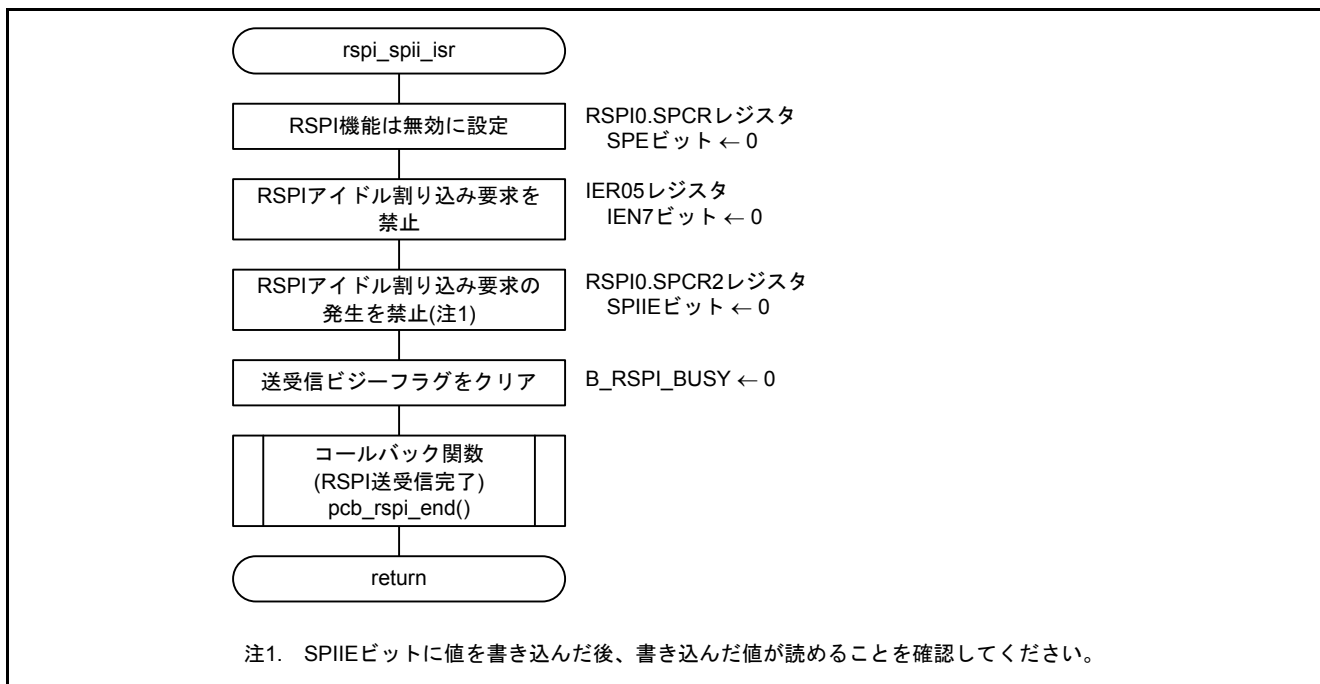 rspi_spii_isr
RSPI機能は無効に設定
RSPI0.SPCRレジスタ
SPEビット ← 0
RSPIアイドル割り込み要求を
禁止
IER05レジスタ
IEN7ビット ← 0
RSPIアイドル割り込み要求の
発生を禁止(注1)
RSPI0.SPCR2レジスタ
SPIIEビット ← 0
送受信ビジーフラグをクリア
B_RSPI_BUSY ← 0
コールバック関数
(RSPI送受信完了)
pcb_rspi_end()
return
注1. SPIIEビットに値を書き込んだ後、書き込んだ値が読めることを確認してください。